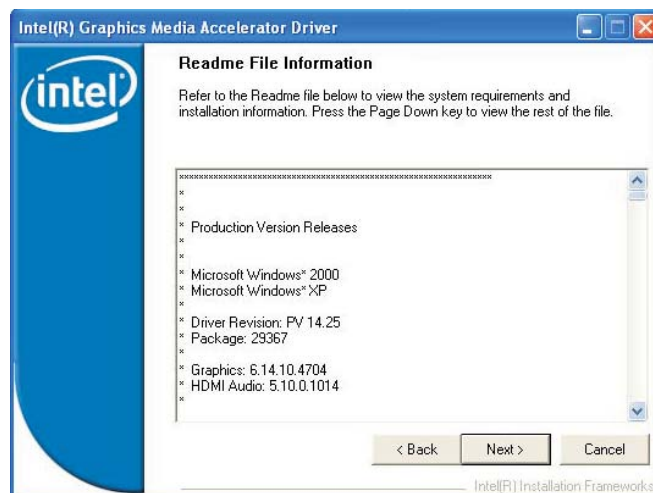 Intel(R) Graphics Media Accelerator Driver
intel
Readme File Information
Refer to the Readme file below to view the system requirements and
installation information. Press the Page Down key to view the rest of the file.
*
*
* Production Version Releases
*
*
* Microsoft Windows* 2000
* Microsoft Windows* XP
*
* Driver Revision: PV 14.25
* Package: 29367
*
* Graphics: 6.14.10.4704
* HDMI Audio: 5.10.0.1014
*
< Back Next > Cancel
Intel(R) Installation Frameworks